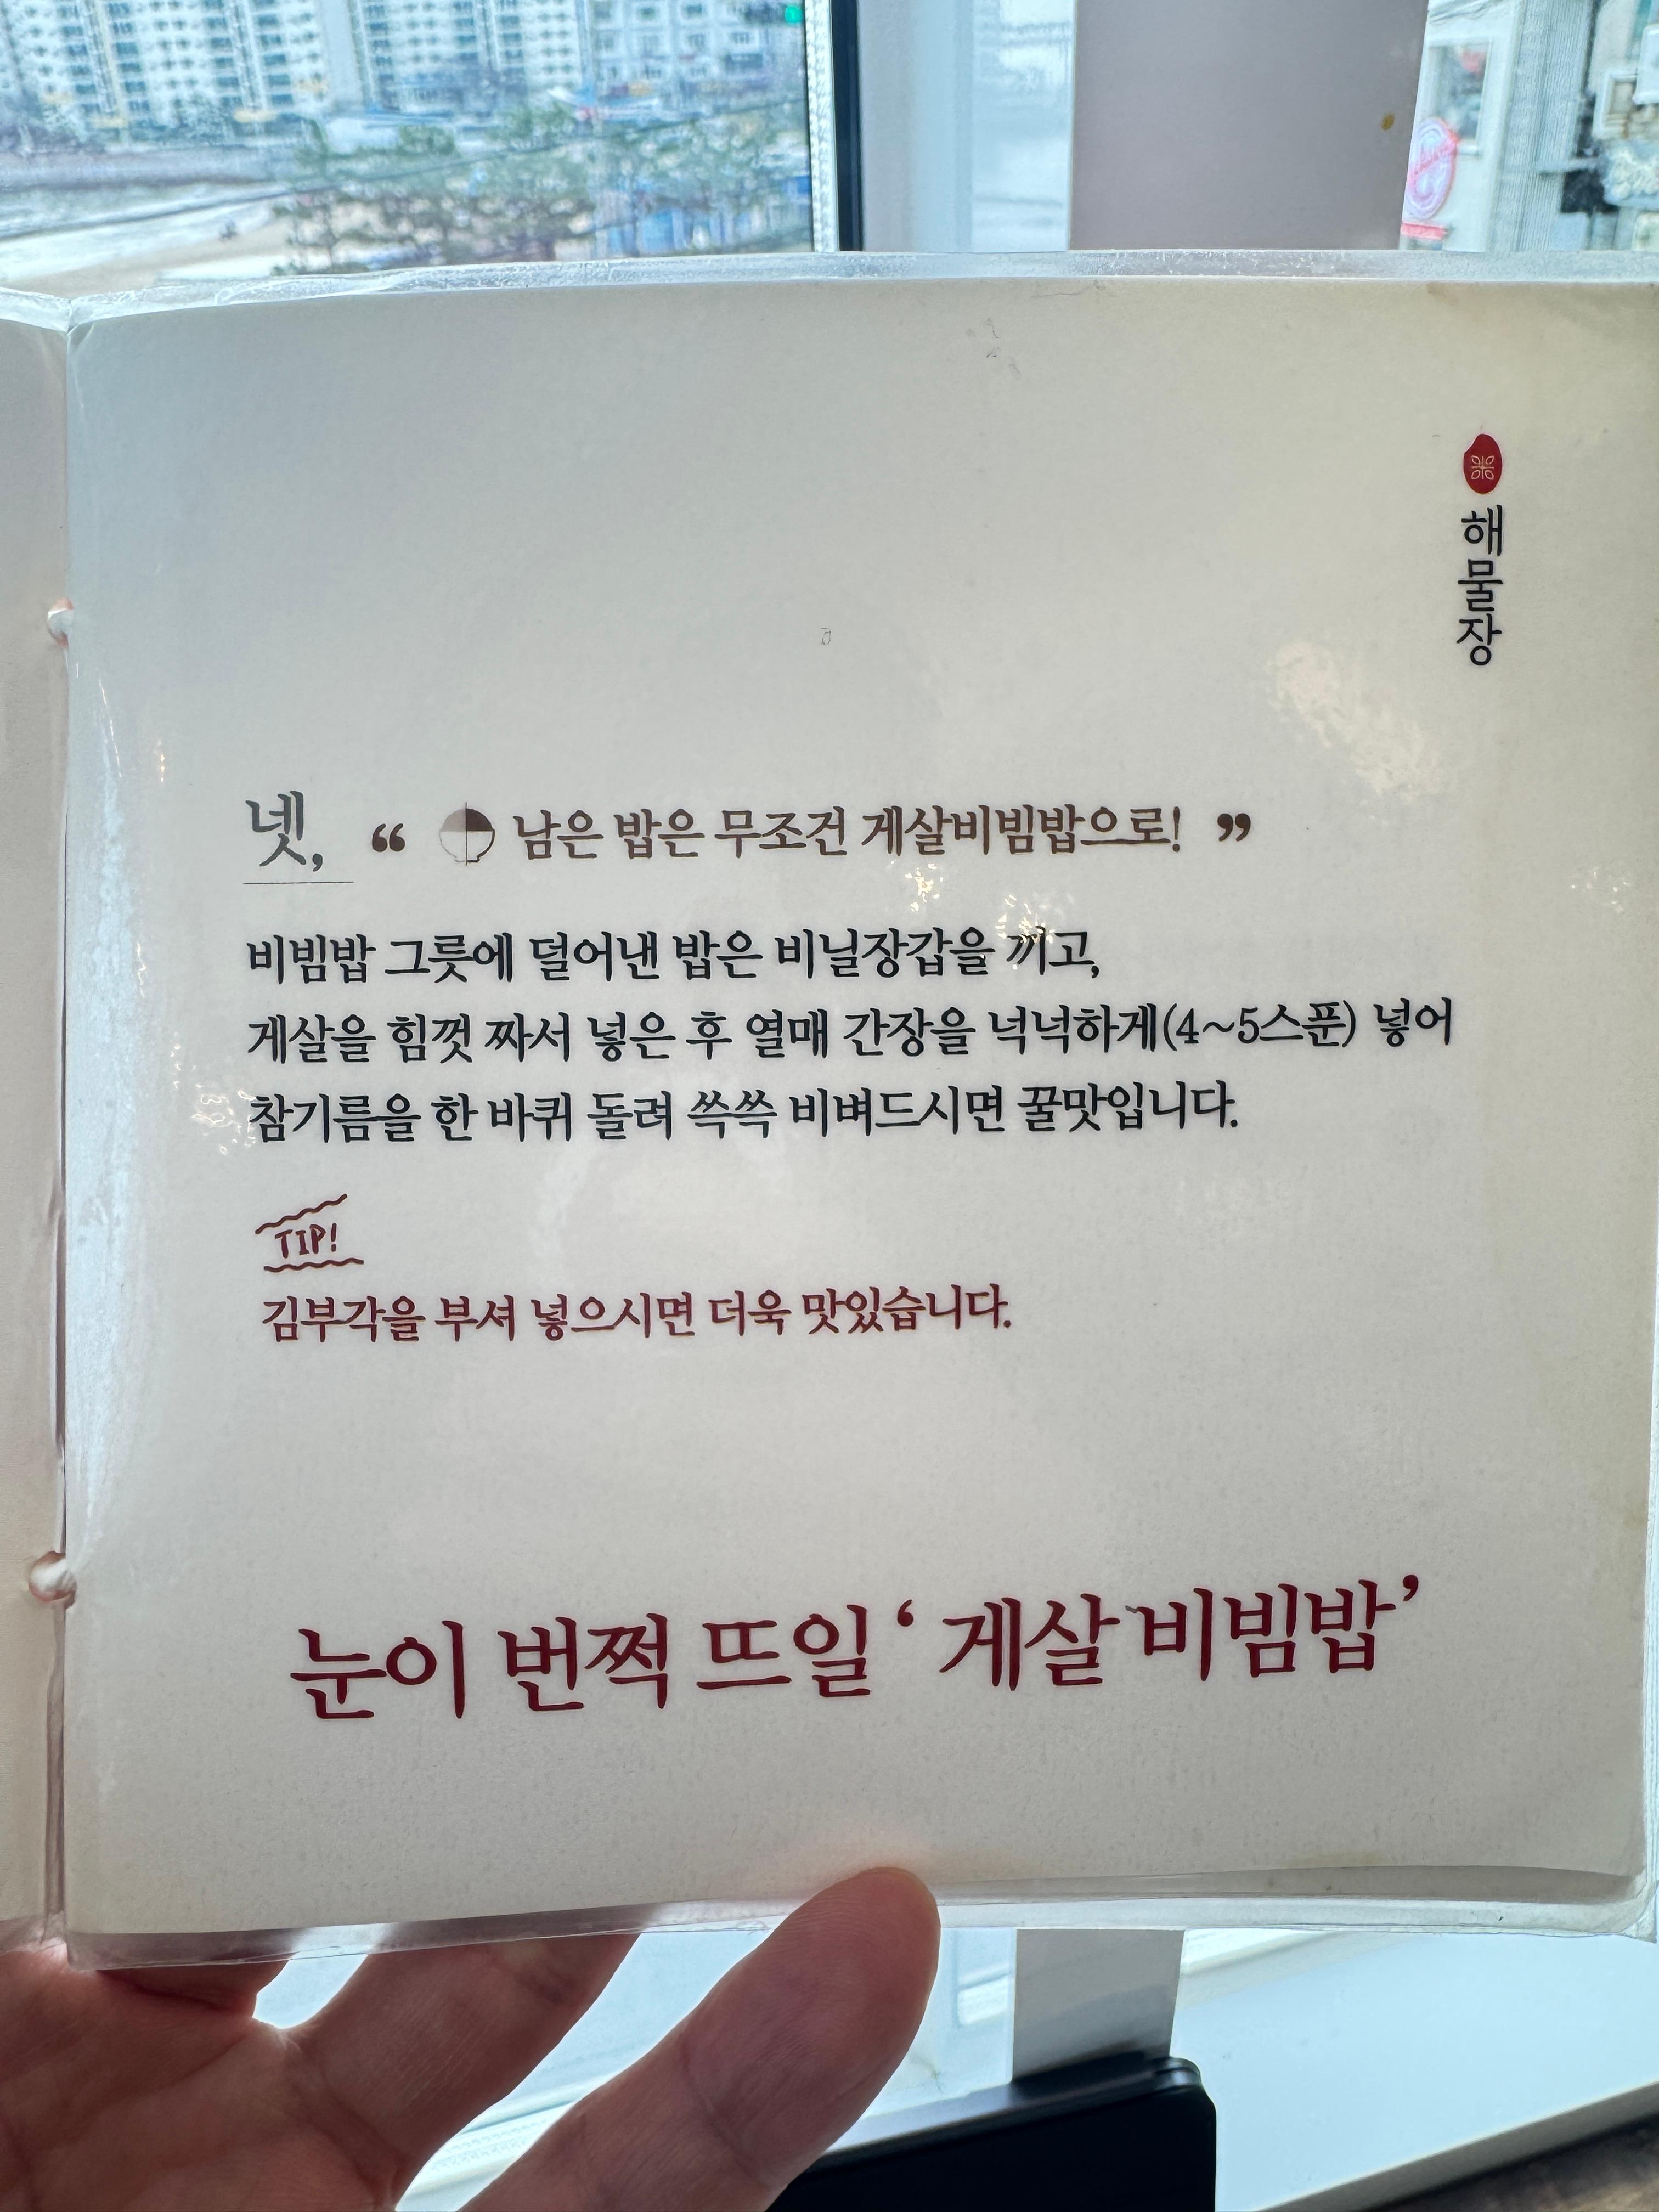 해물장
넷, “ 남은 밥은 무조건 게살비빔밥으로! ”
비빔밥 그릇에 덜어낸 밥은 비닐장갑을 끼고,
게살을 힘껏 짜서 넣은 후 열매 간장을 넉넉하게(4~5스푼) 넣어
참기름을 한 바퀴 돌려 쓱쓱 비벼드시면 꿀맛입니다.
TIP!
김부각을 부셔 넣으시면 더욱 맛있습니다.
눈이 번쩍 뜨일 ‘ 게살 비빔밥’